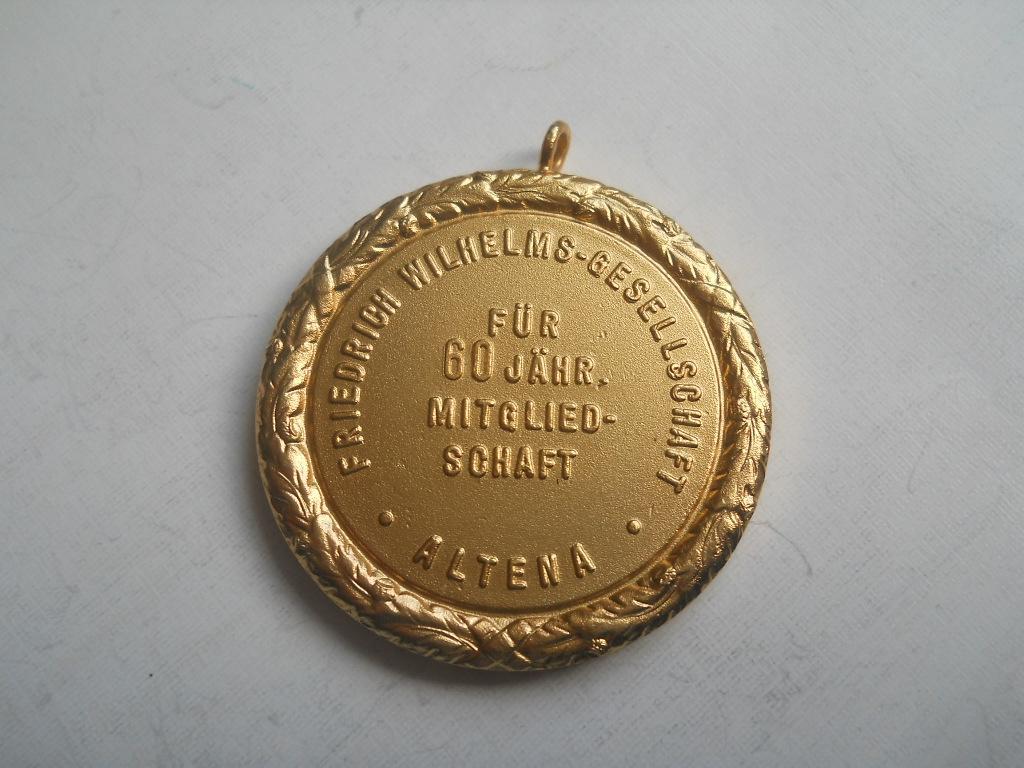 FRIEDRICH WILHELMS-GESELLSCHAFT
FÜR
60 JÄHR.
MITGLIED-
SCHAFT
• ALTENA •